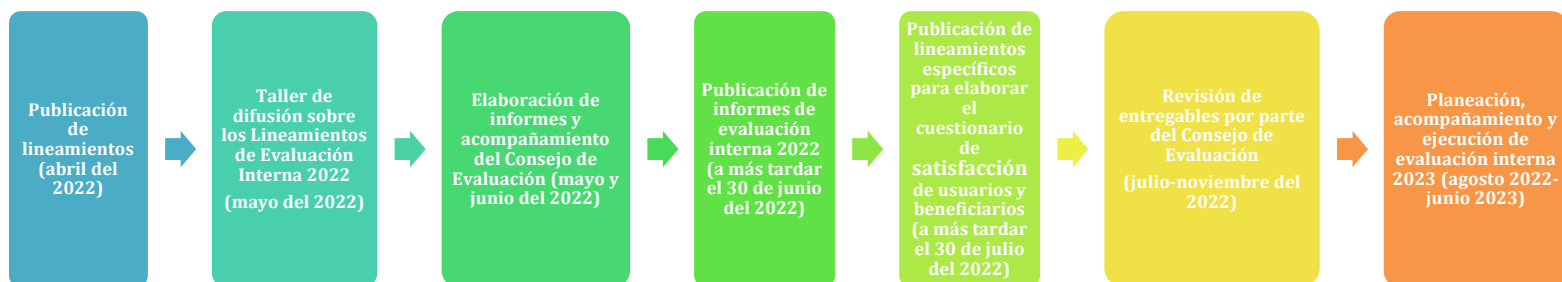 Publicación
de
lineamientos
(abril del
2022)
Taller de
difusión sobre
los Lineamientos
de Evaluación
Interna 2022
(mayo del 2022)
Elaboración de
informes y
acompañamiento
del Consejo de
Evaluación (mayo y
junio del 2022)
Publicación de
informes de
evaluación
interna 2022
(a más tardar
el 30 de junio
del 2022)
Publicación de
lineamientos
específicos
para elaborar
el
cuestionario
de
satisfacción
de usuarios y
beneficiarios
(a más tardar
el 30 de julio
del 2022)
Revisión de
entregables por parte
del Consejo de
Evaluación
(julio-noviembre del
2022)
Planeación,
acompañamiento y
ejecución de
evaluación interna
2023 (agosto 2022-
junio 2023)